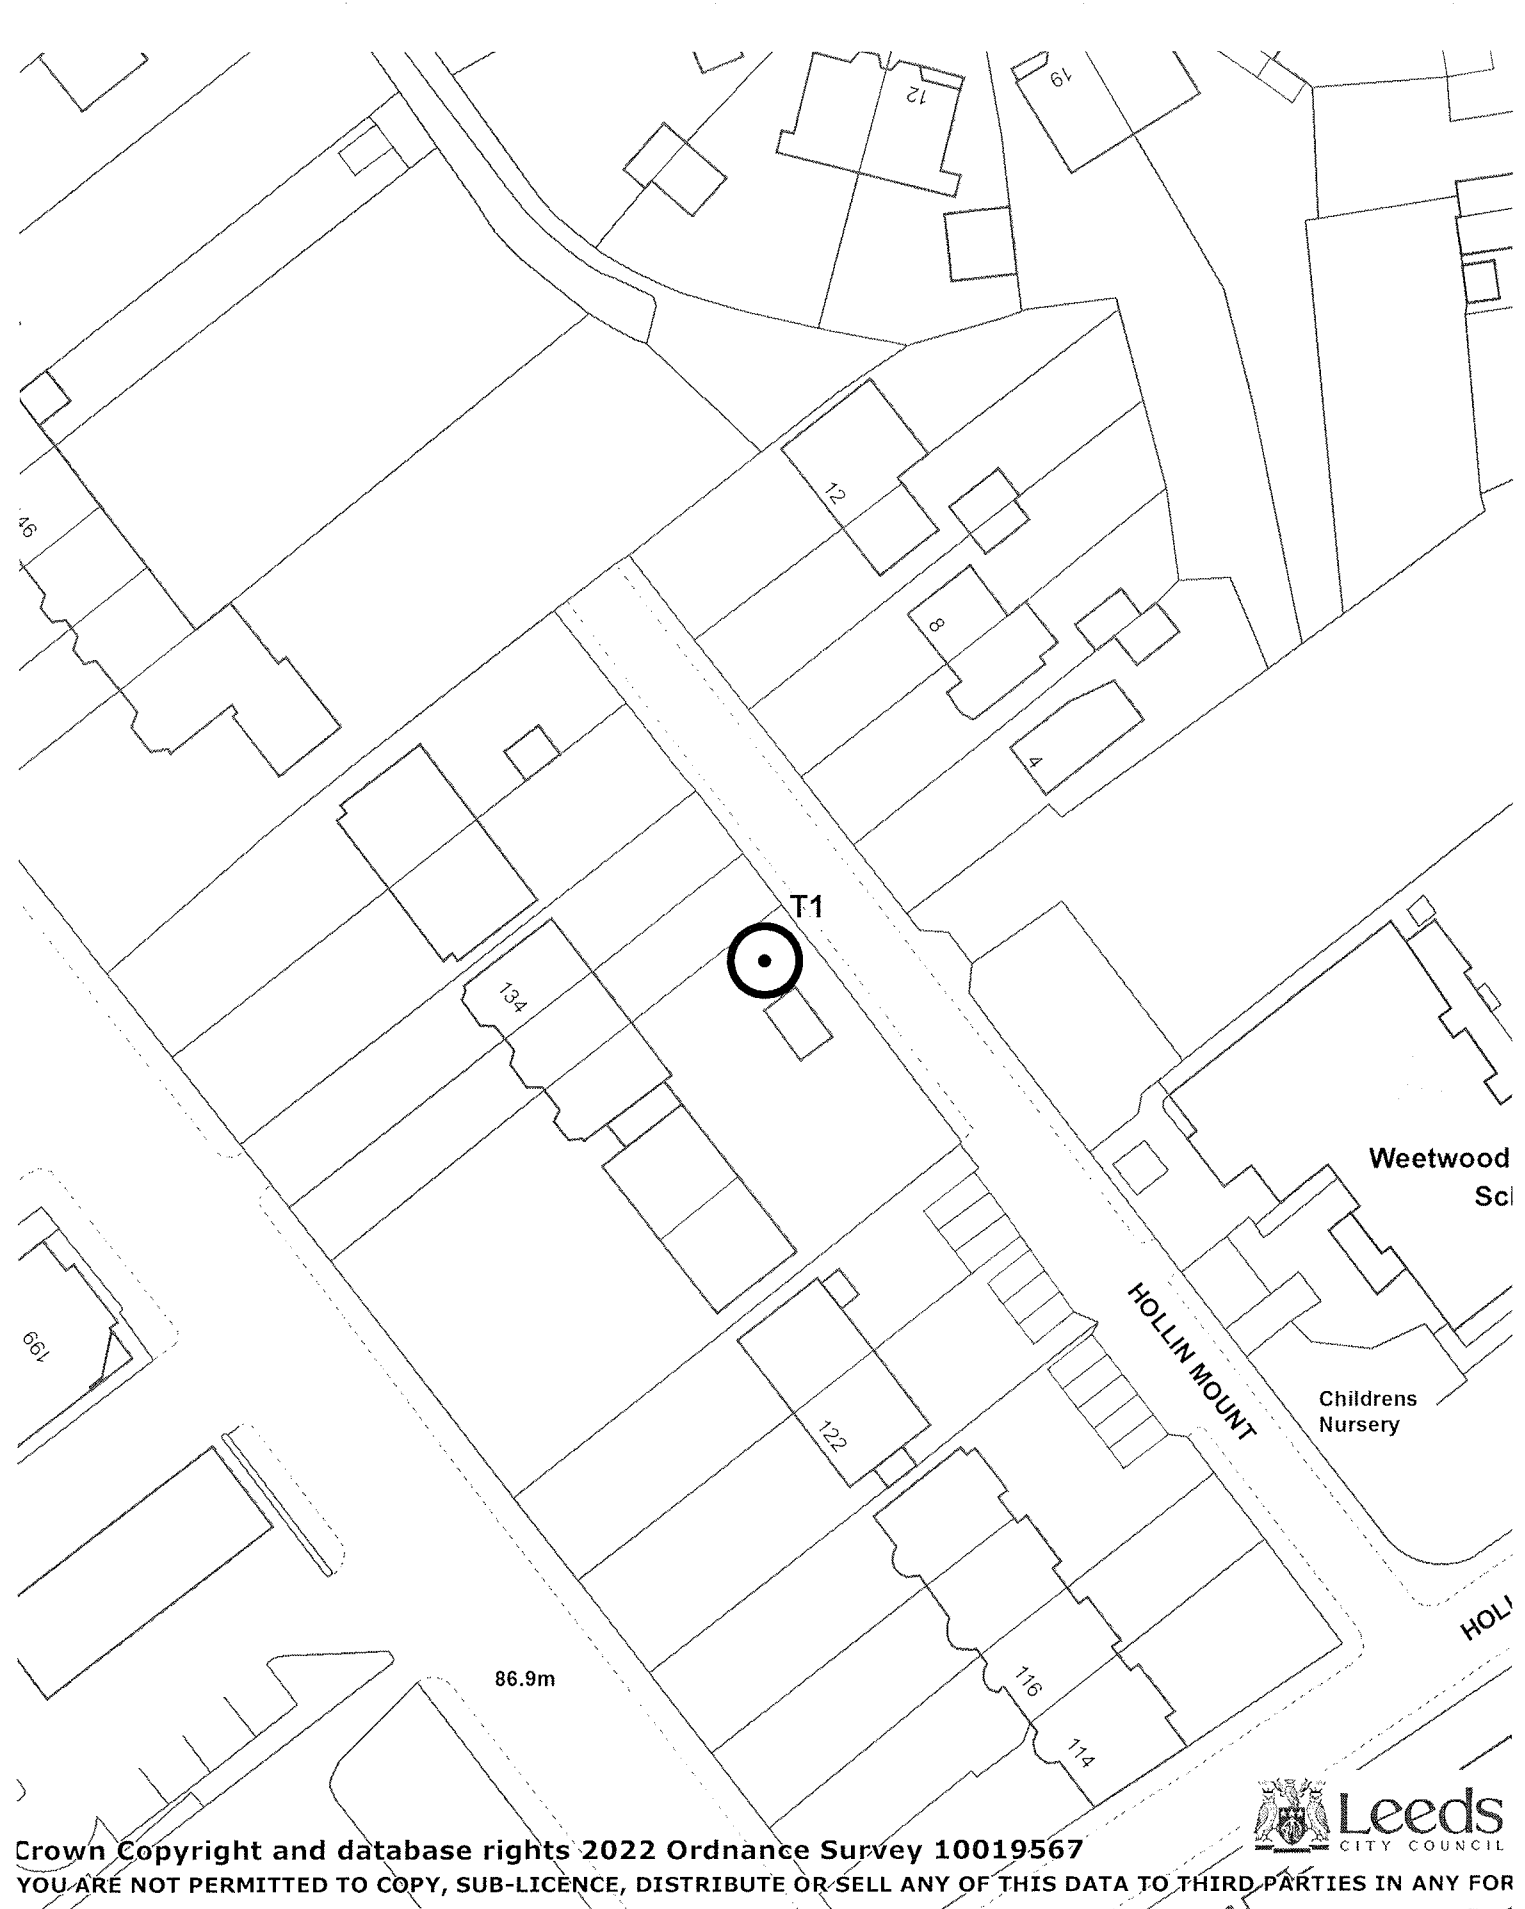 12
19
12
46
8
4
T1
134
Weetwood
Scl
199
HOLLIN MOUNT
Childrens
Nursery
122
HOLL
86.9m
116
114
Leeds
CITY COUNCIL
Crown Copyright and database rights 2022 Ordnance Survey 10019567
YOU ARE NOT PERMITTED TO COPY, SUB-LICENCE, DISTRIBUTE OR SELL ANY OF THIS DATA TO THIRD PARTIES IN ANY FOR